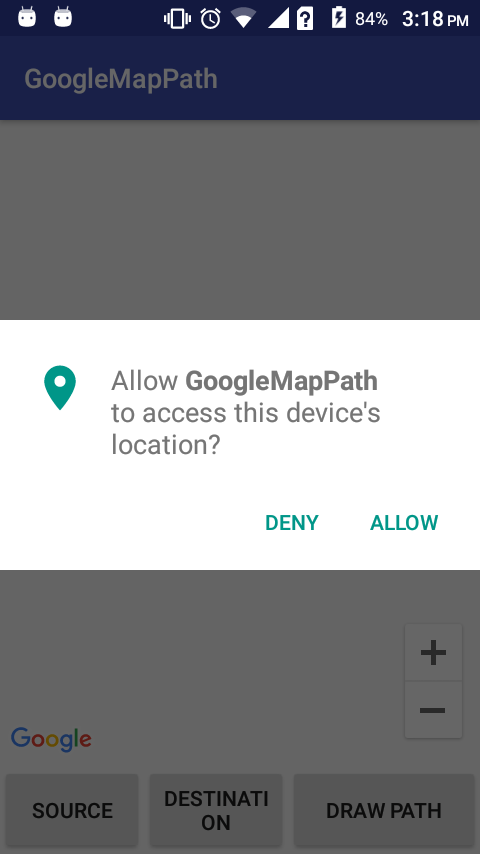 84% 3:18 PM
GoogleMapPath
Allow GoogleMapPath
to access this device's
location?
DENY ALLOW
Google
SOURCE DESTINATI
ON DRAW PATH